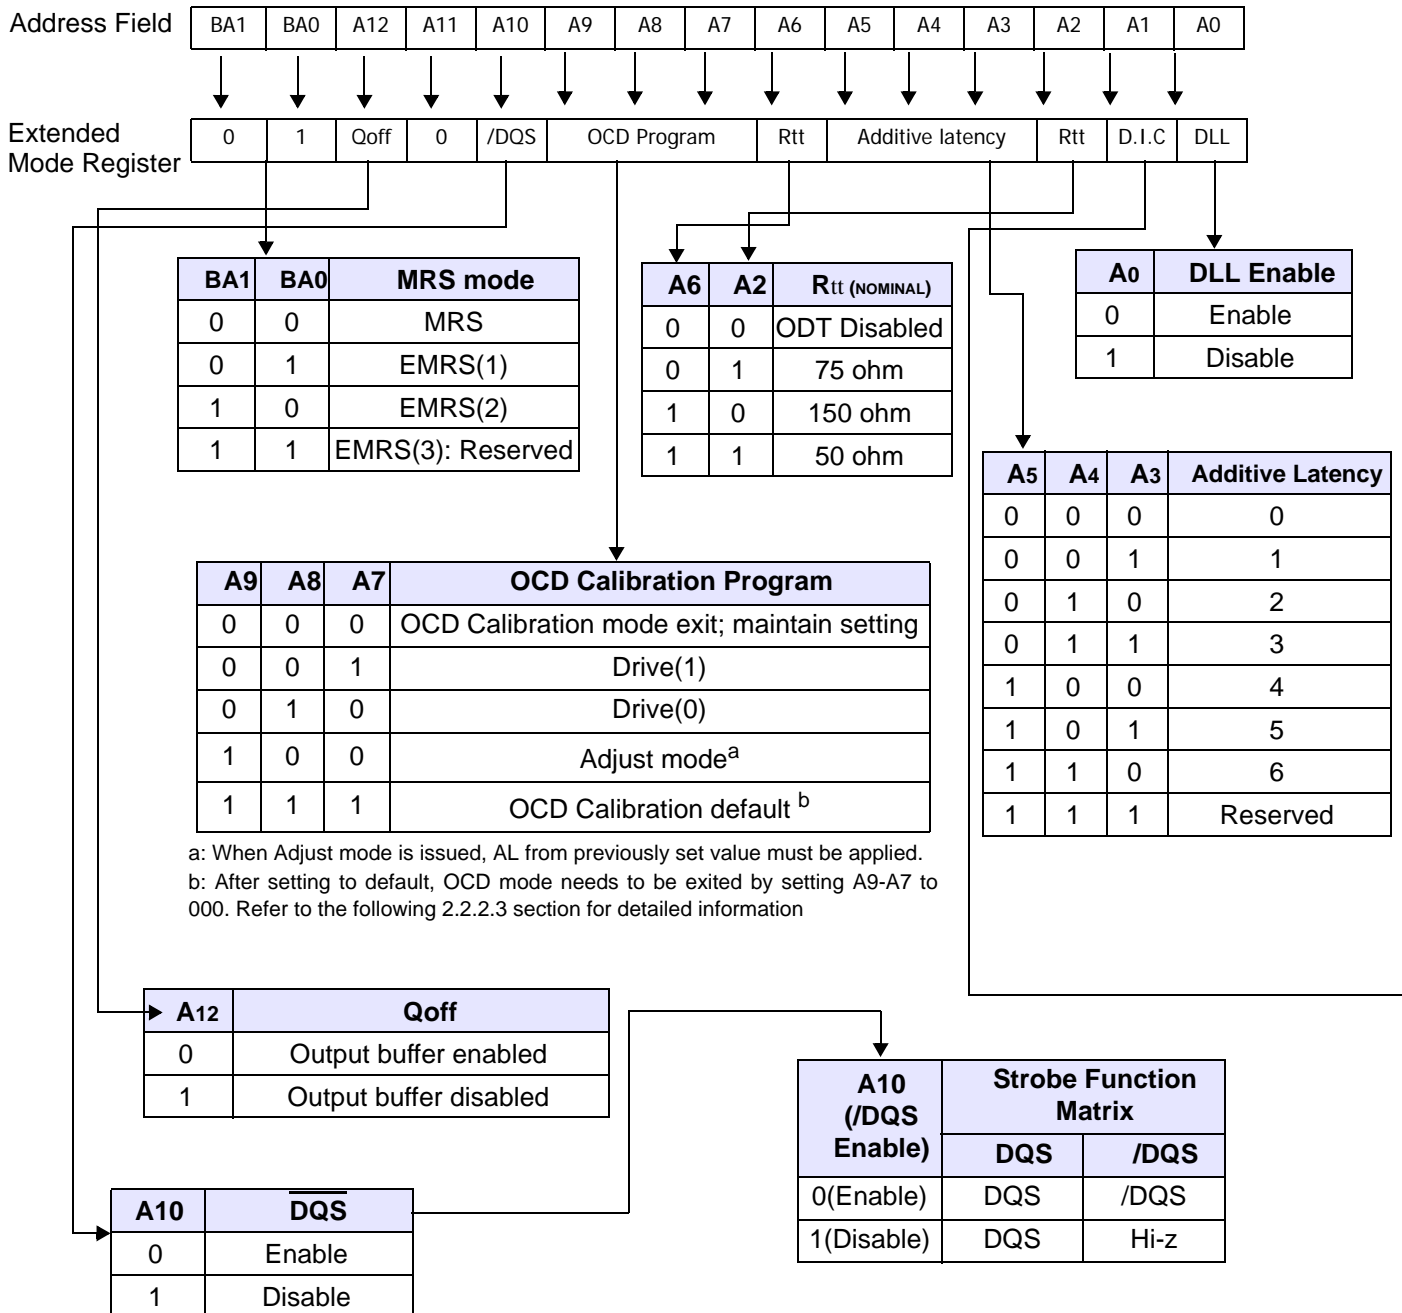 Address Field BA1 BA0 A12 A11 A10 A9 A8 A7 A6 A5 A4 A3 A2 A1 A0
Extended
Mode Register
0 1 Qoff 0 /DQS OCD Program Rtt Additive latency Rtt D.I.C DLL
BA1 BA0 MRS mode
0 0 MRS
0 1 EMRS(1)
1 0 EMRS(2)
1 1 EMRS(3): Reserved
A6 A2 Rtt (NOMINAL)
0 0 ODT Disabled
0 1 75 ohm
1 0 150 ohm
1 1 50 ohm
A0 DLL Enable
0 Enable
1 Disable
A5 A4 A3 Additive Latency
0 0 0 0
0 0 1 1
0 1 0 2
0 1 1 3
1 0 0 4
1 0 1 5
1 1 0 6
1 1 1 Reserved
A9 A8 A7 OCD Calibration Program
0 0 0 OCD Calibration mode exit; maintain setting
0 0 1 Drive(1)
0 1 0 Drive(0)
1 0 0 Adjust mode a
1 1 1 OCD Calibration default b
a: When Adjust mode is issued, AL from previously set value must be applied.
b: After setting to default, OCD mode needs to be exited by setting A9-A7 to
000. Refer to the following 2.2.2.3 section for detailed information
A12 Qoff
0 Output buffer enabled
1 Output buffer disabled
A10
(/DQS
Enable)
Strobe Function
Matrix
DQS /DQS
0(Enable) DQS /DQS
1(Disable) DQS Hi-z
A10 D̅Q̅S̅
0 Enable
1 Disable